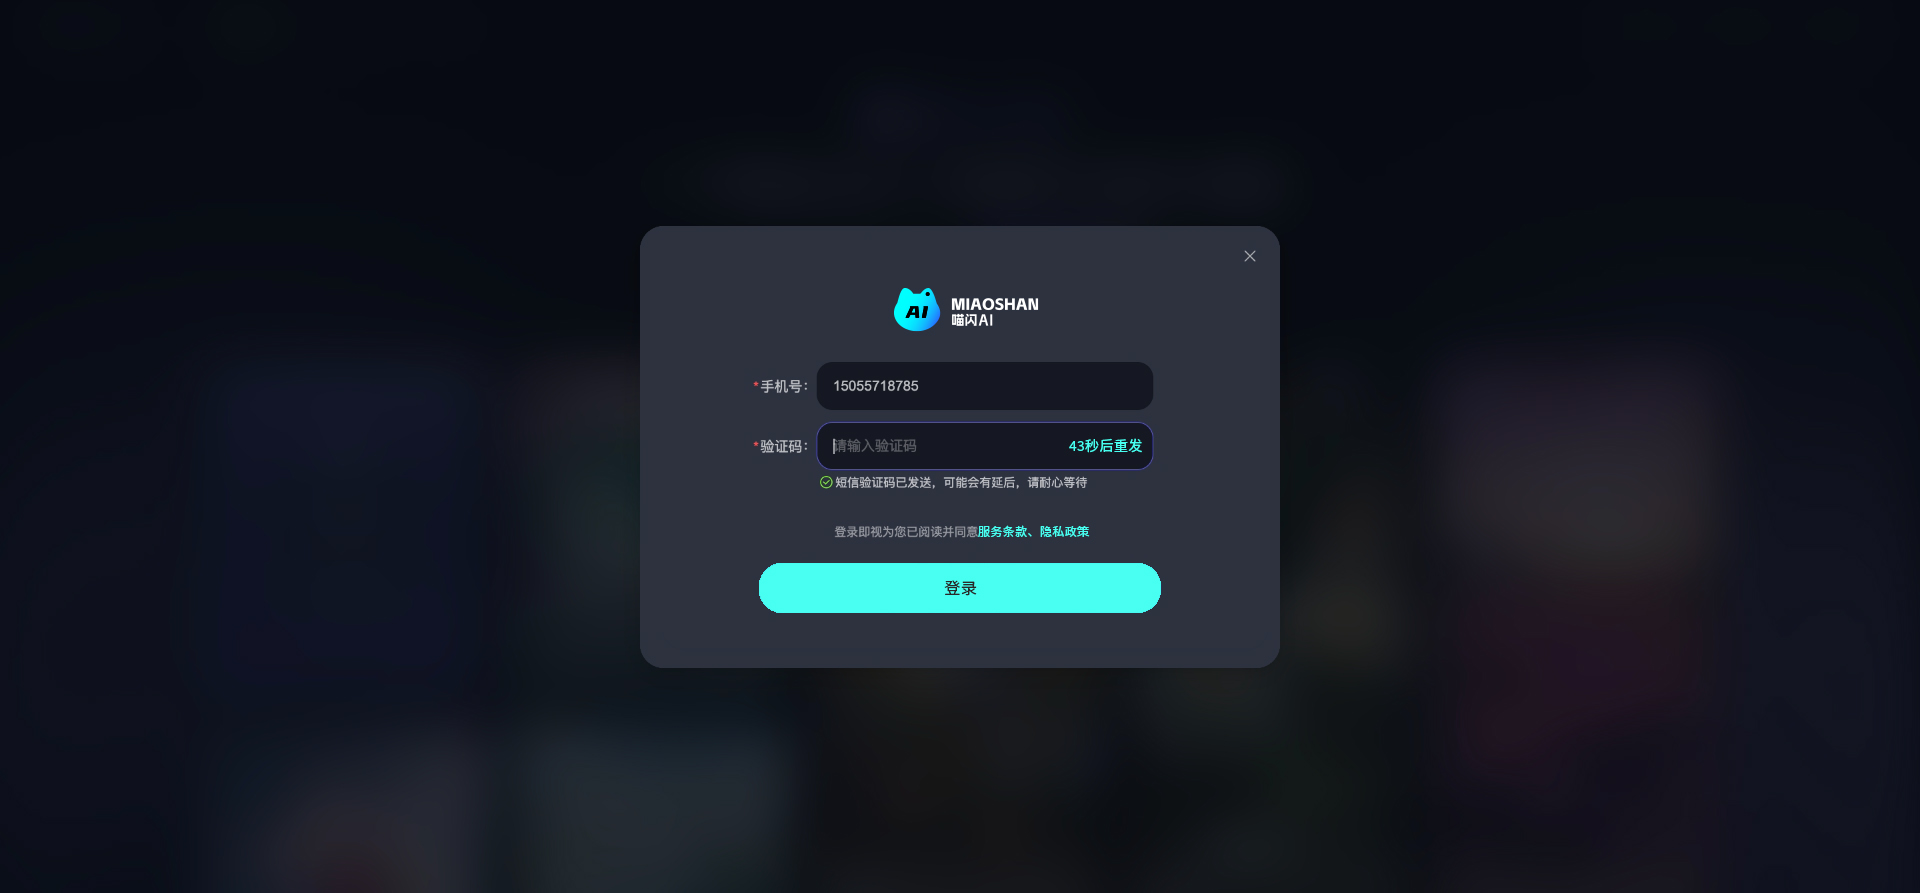 AI
MIAOSHAN
喵闪AI
*手机号: 15055718785
*验证码: 请输入验证码 43秒后重发
短信验证码已发送，可能会有延后，请耐心等待
登录即视为您已阅读并同意服务条款、隐私政策
登录